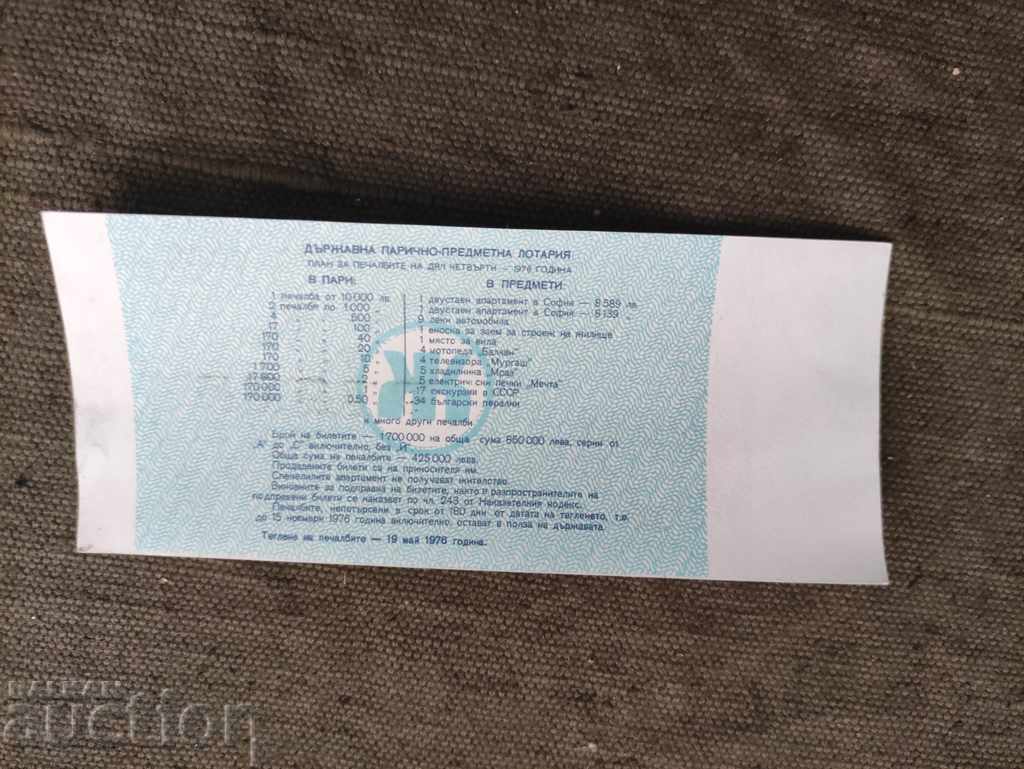 ДЪРЖАВНА ПАРИЧНО-ПРЕДМЕТНА ЛОТАРИЯ
ПЛАН ЗА ПЕЧАЛБИТЕ НА ДЯЛ ЧЕТВЪРТИ - 1976 ГОДИНА
В ПАРИ:
1 печалба от 10 000 лв.
2 печалби по 1 000
4 500
17 100
40
20
170
1 700
170 000
170 000 0.50
В ПРЕДМЕТИ:
1 двустаен апартамент в София — 8 589 лв.
1 двустаен апартамент в София — 8 139
9 леки автомобила
1 вноска за заем за строеж на жилище
1 място за вила
4 мотопеда „Балкан"
4 телевизора „Мургаш"
5 хладилника „Мраз"
5 електрически печки „Мечта"
17 екскурзии в СССР
34 български перални
и много други печалби
Брой на билетите — 1 700 000 на обща сума 850 000 лева, серии от
„А" до „С" включително, без „Й".
Обща сума на печалбите — 425 000 лева.
Продадените билети са на приносителя им.
Спечелилите апартамент не получават жителство.
Виновните за подправка на билетите, както и разпространителите на
подправени билети се наказват по чл. 243 от Наказателния кодекс.
Печалбите, непотърсени в срок от 180 дни от датата на тегленето, т.е.
до 15 ноември 1976 година включително, остават в полза на държавата.
Теглене на печалбите — 19 май 1976 година.
BALKAN
auction